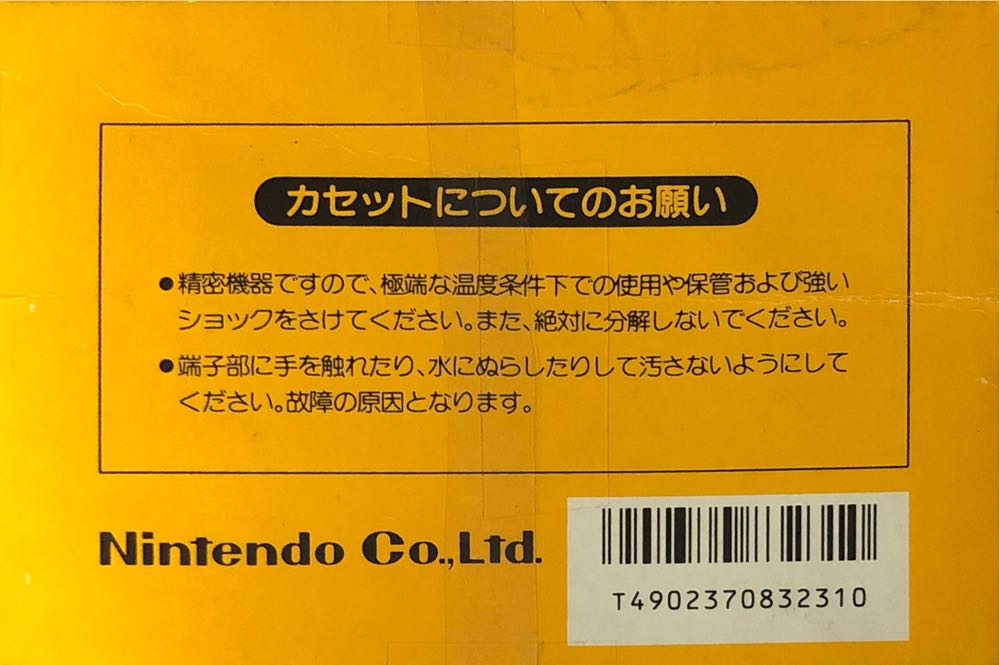 カセットについてのお願い
●精密機器ですので、極端な温度条件下での使用や保管および強い
ショックをさけてください。また、絶対に分解しないでください。
●端子部に手を触れたり、水にぬらしたりして汚さないようにして
ください。故障の原因となります。
Nintendo Co.,Ltd.
T4902370832310